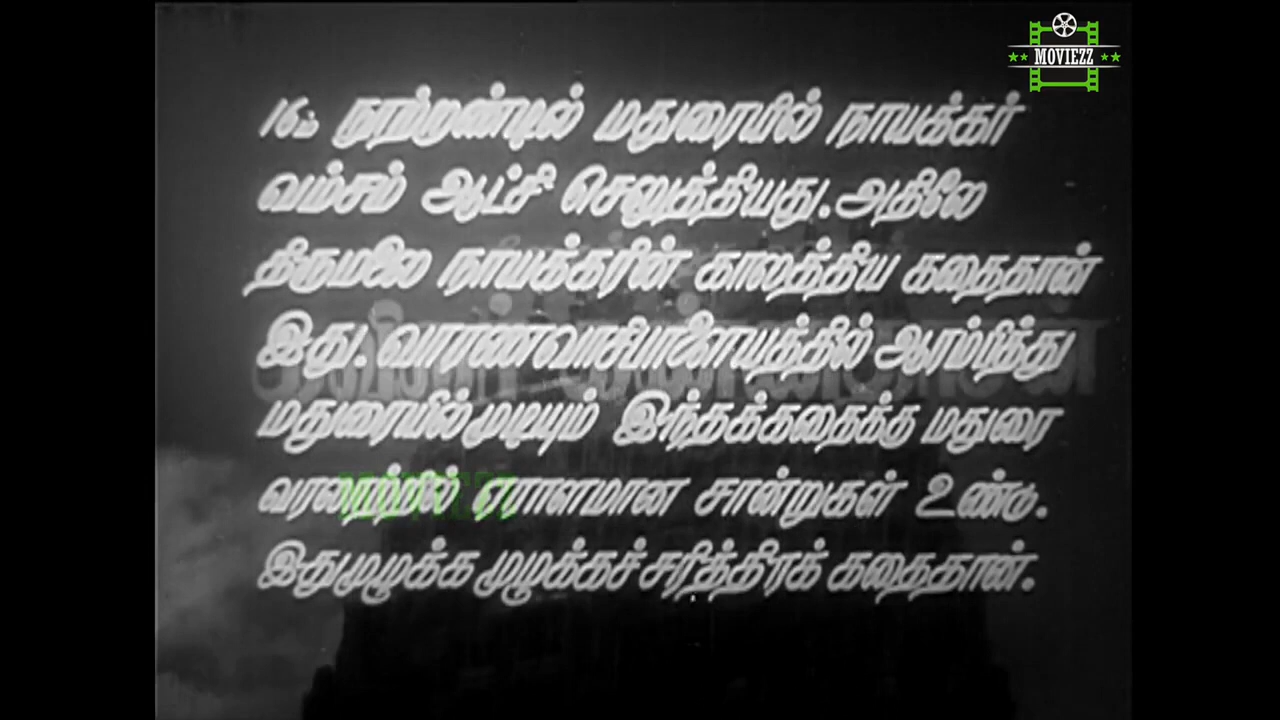 MOVIEZZ
16ம் நூற்றண்டில் மதுரையில் நாயக்கர்
வம்சம் ஆட்சி செலுத்தியது. அதிலே
திருமலை நாயக்கரின் காலத்திய கதைதான்
இது. வாரணவாசிபாளையத்தில் ஆரம்பித்து
மதுரையில் முடியும் இந்தக்கதைக்கு மதுரை
வரலாற்றில் ஏராளமான சான்றுகள் உண்டு.
இது முழுக்க முழுக்கச் சரித்திரக் கதைதான்.